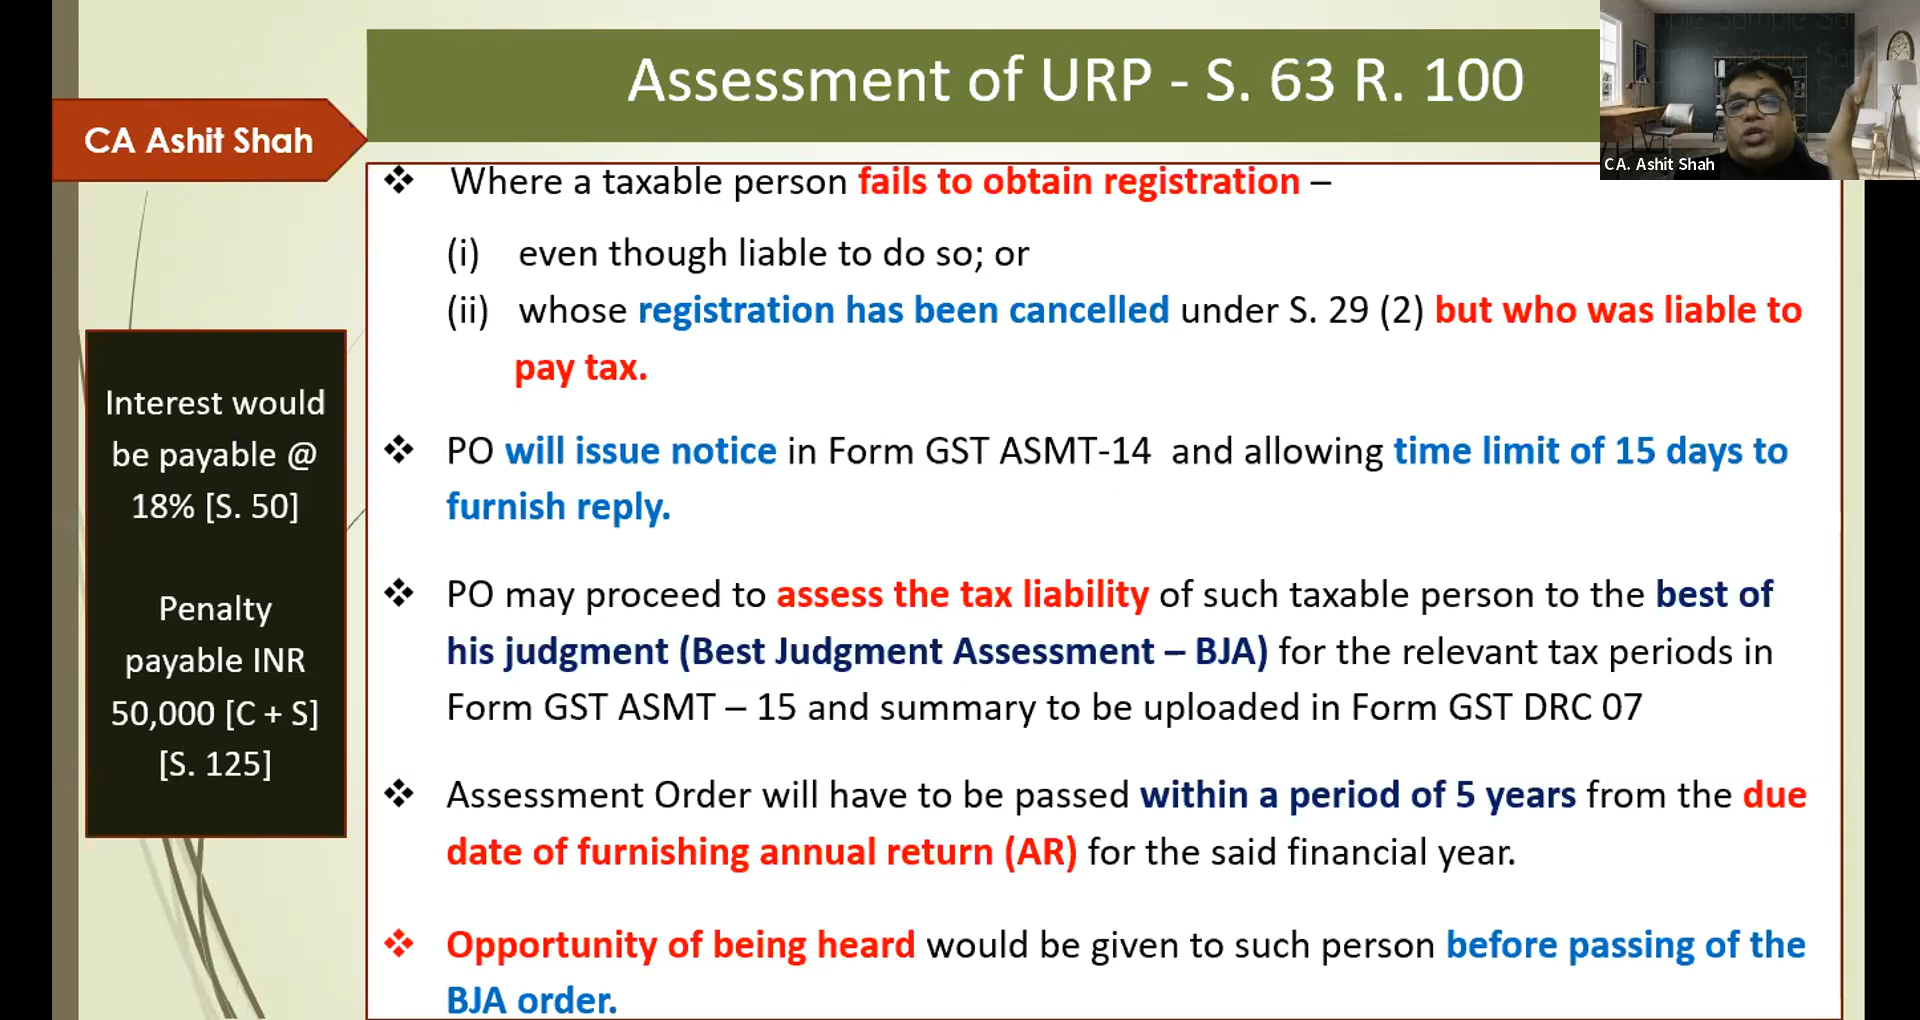 Assessment of URP - S. 63 R. 100
CA Ashit Shah
CA. Ashit Shah
❖ Where a taxable person fails to obtain registration –
(i) even though liable to do so; or
(ii) whose registration has been cancelled under S. 29 (2) but who was liable to
pay tax.
❖ PO will issue notice in Form GST ASMT-14 and allowing time limit of 15 days to
furnish reply.
❖ PO may proceed to assess the tax liability of such taxable person to the best of
his judgment (Best Judgment Assessment – BJA) for the relevant tax periods in
Form GST ASMT – 15 and summary to be uploaded in Form GST DRC 07
❖ Assessment Order will have to be passed within a period of 5 years from the due
date of furnishing annual return (AR) for the said financial year.
❖ Opportunity of being heard would be given to such person before passing of the
BJA order.
Interest would
be payable @
18% [S. 50]
Penalty
payable INR
50,000 [C + S]
[S. 125]